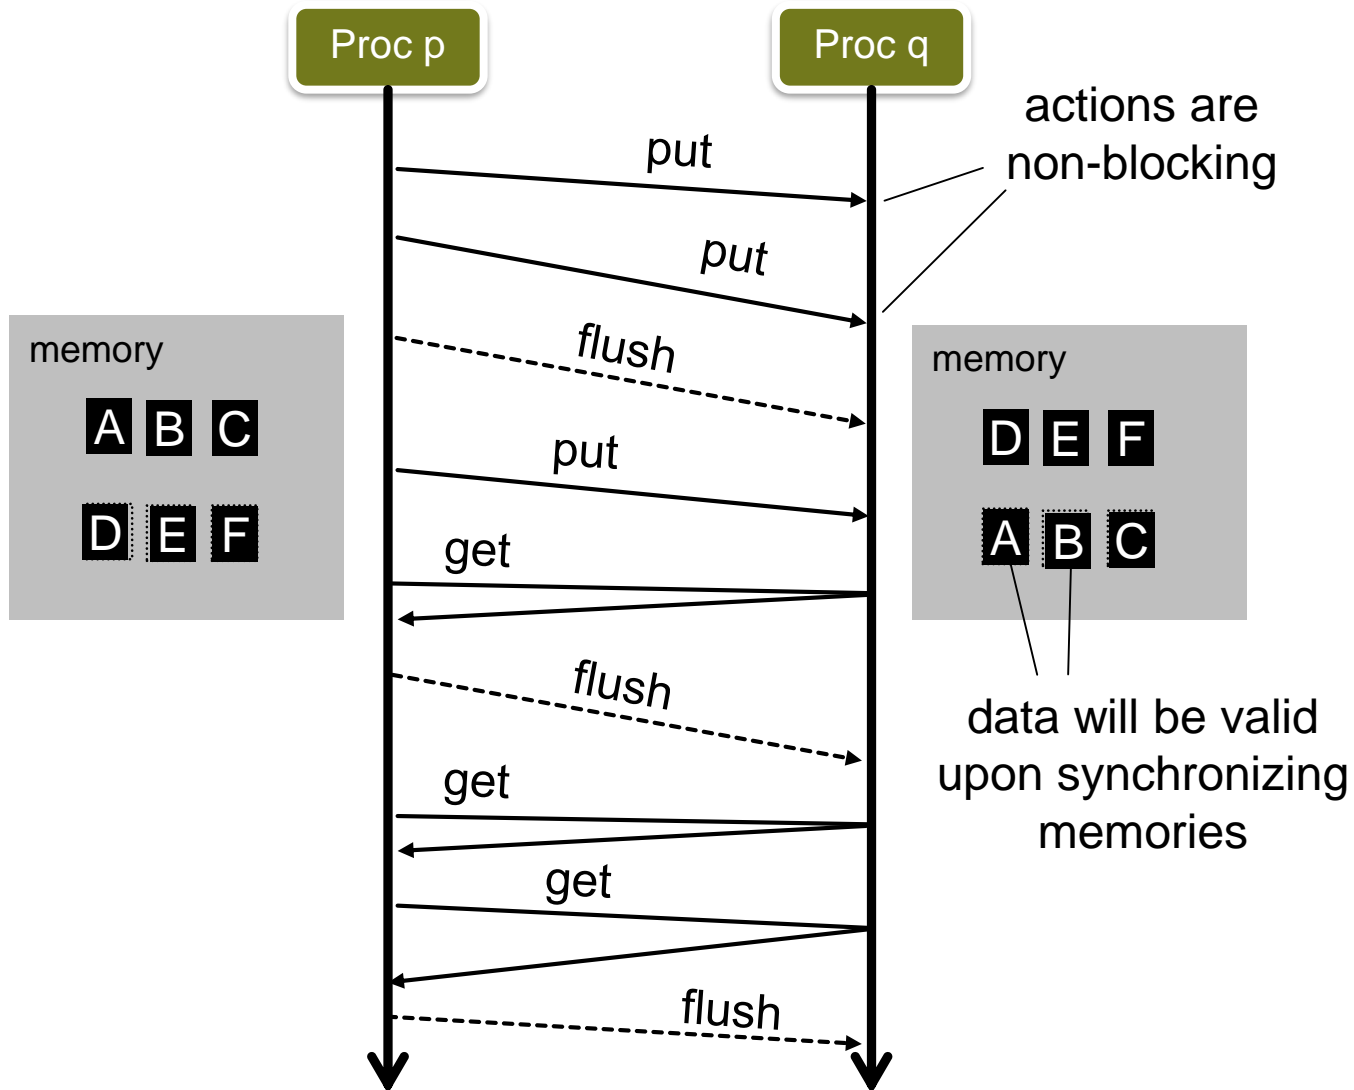 Proc p
Proc q
actions are
non-blocking
put
put
flush
put
get
flush
get
get
flush
memory
A B C
D E F
memory
D E F
A B C
data will be valid
upon synchronizing
memories